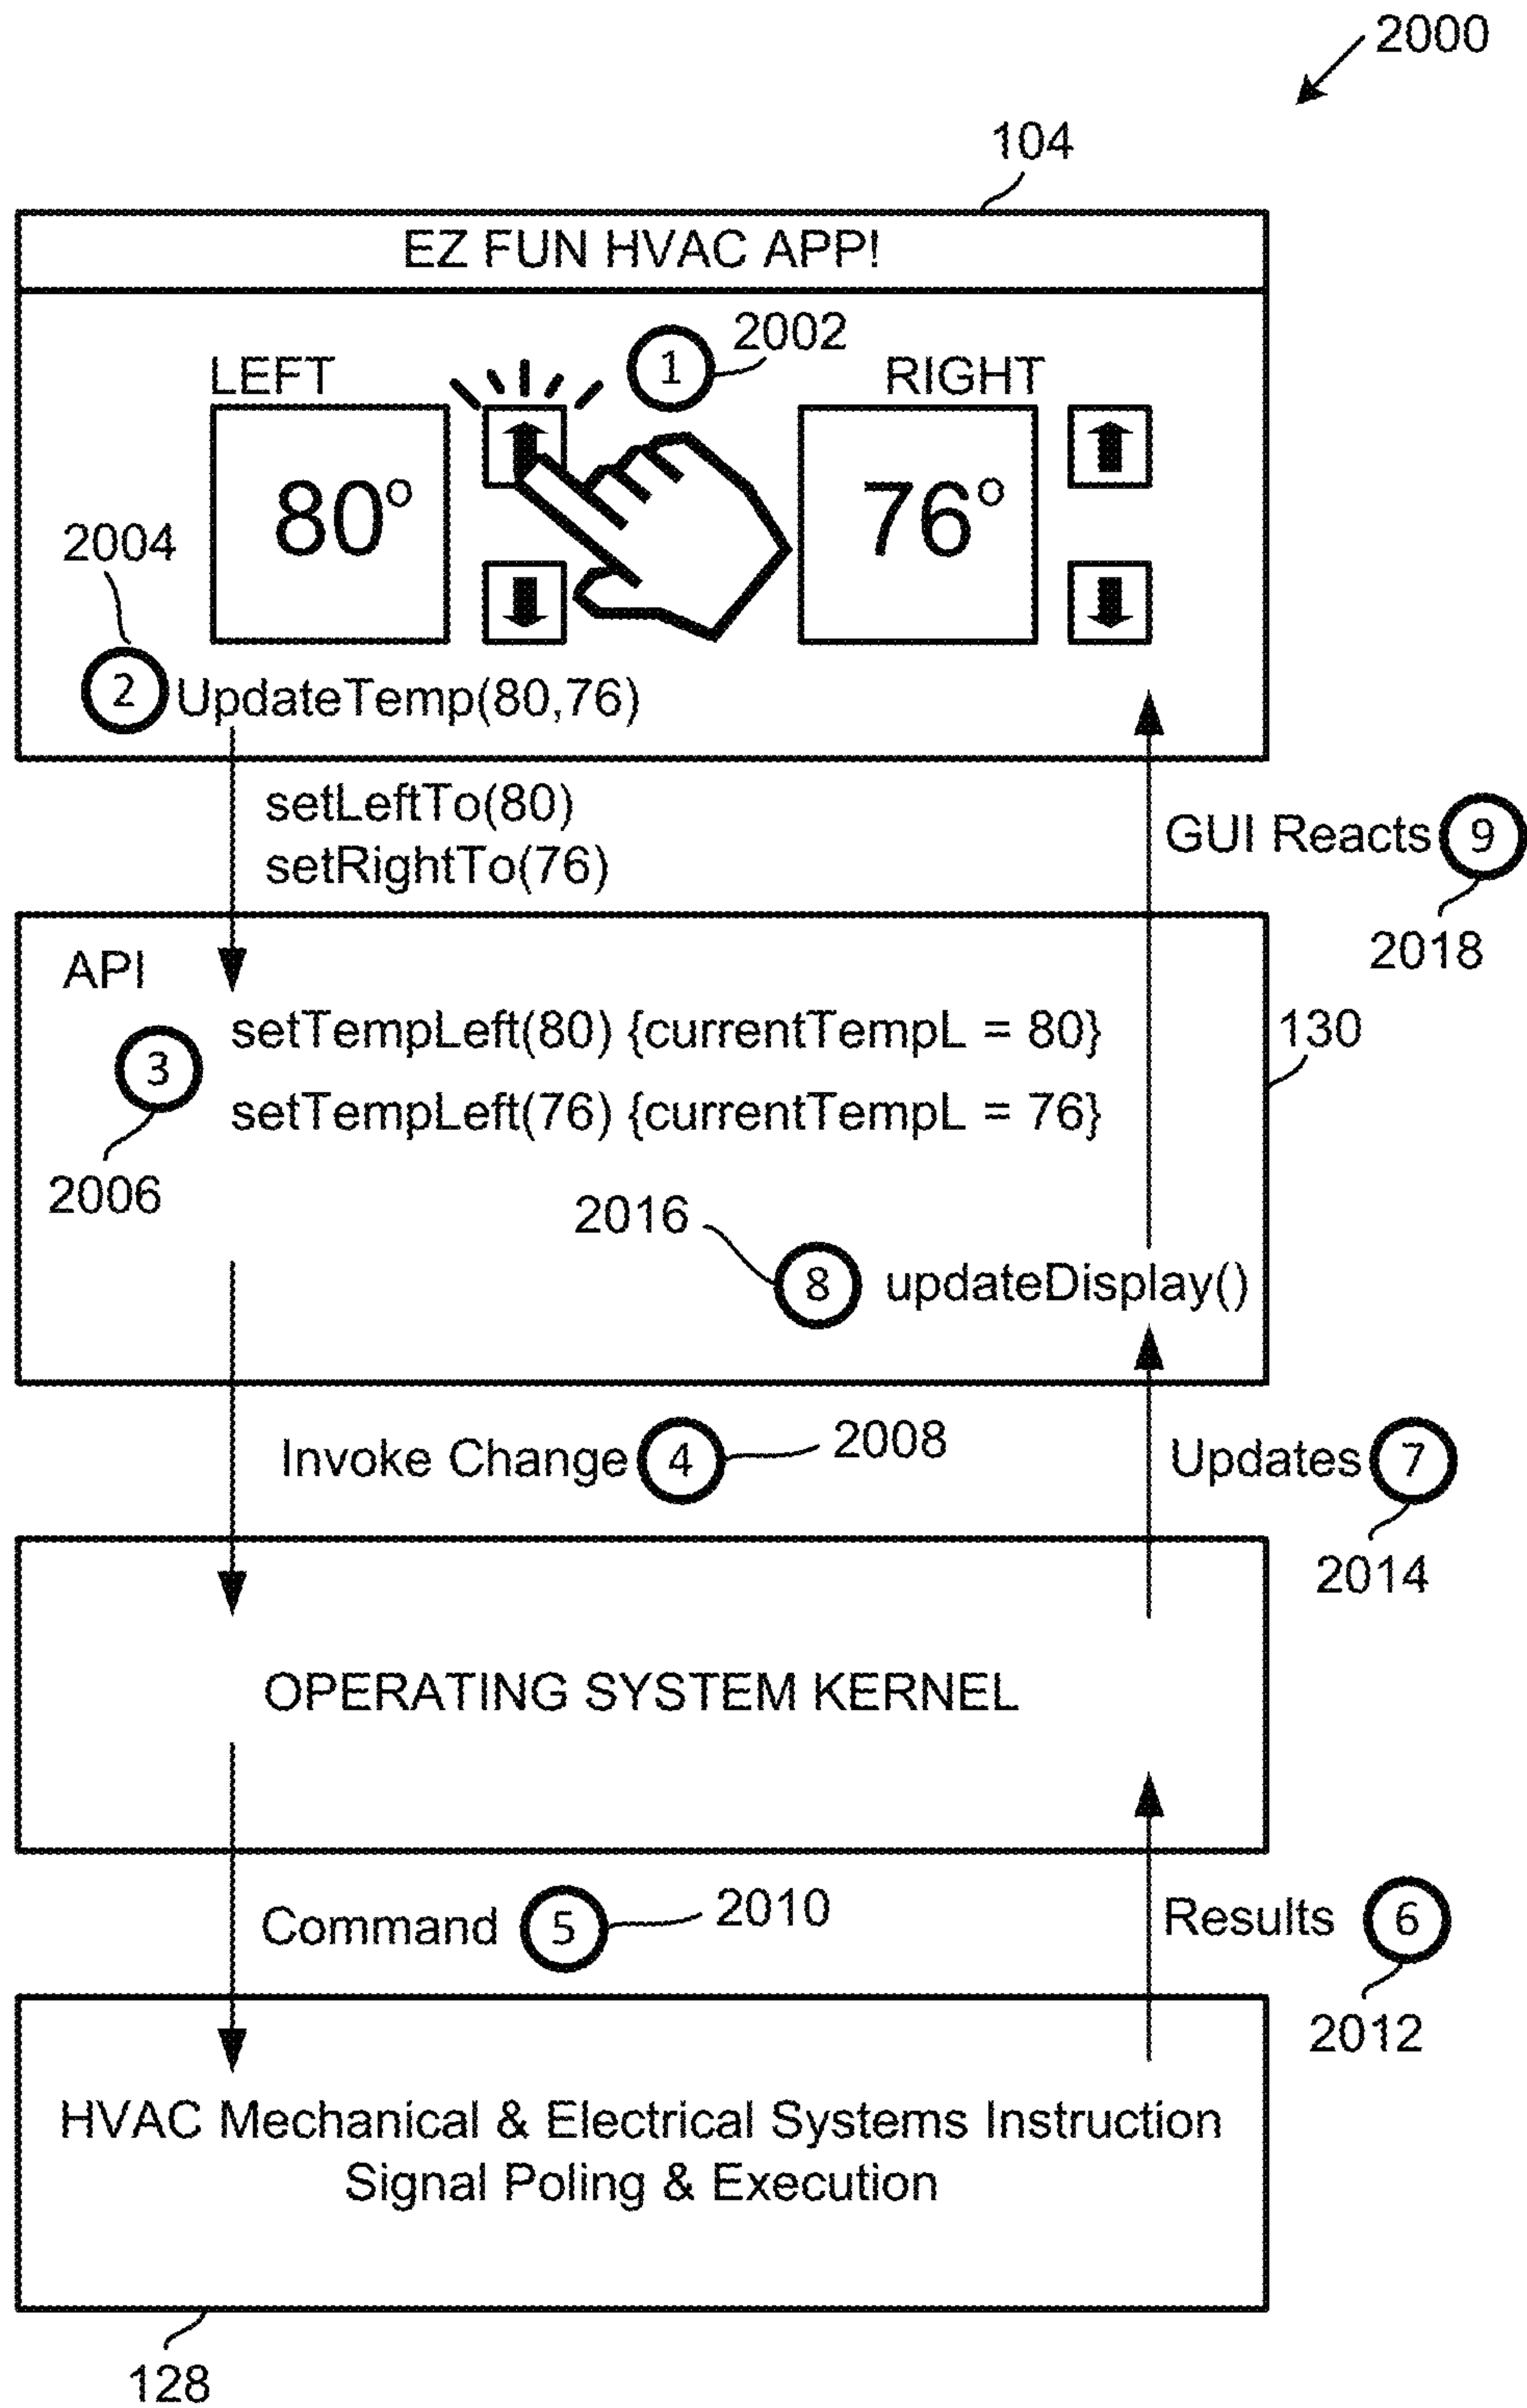 2000
104
EZ FUN HVAC APP!
1 2002
LEFT
RIGHT
80°
76°
2004
2 UpdateTemp(80,76)
setLeftTo(80)
setRightTo(76)
GUI Reacts 9
2018
API
130
3
setTempLeft(80) {currentTempL = 80}
setTempLeft(76) {currentTempL = 76}
2006
2016
8 updateDisplay()
Invoke Change 4 2008
Updates 7
2014
OPERATING SYSTEM KERNEL
Command 5 2010
Results 6
2012
HVAC Mechanical & Electrical Systems Instruction
Signal Poling & Execution
128